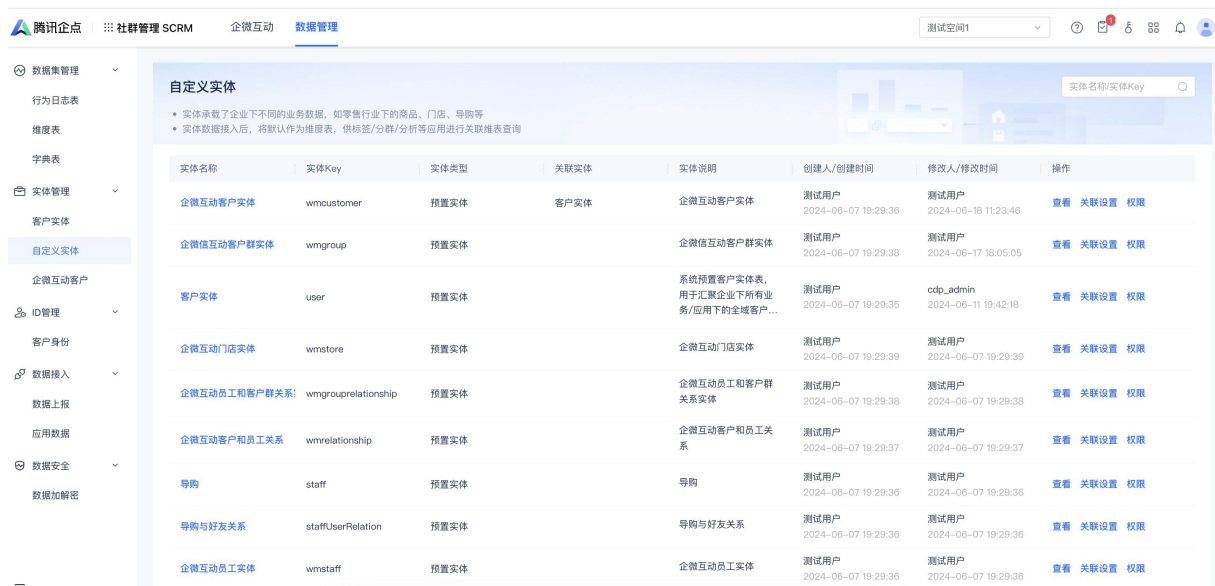 腾讯企点 社群管理 SCRM 企微互动 数据管理 测试空间1 1
数据集管理
行为日志表
维度表
字典表
实体管理
客户实体
自定义实体
企微互动客户
ID管理
客户身份
数据接入
数据上报
应用数据
数据安全
数据加解密
自定义实体
实体名称/实体Key
• 实体承载了企业下不同的业务数据，如零售行业下的商品、门店、导购等
• 实体数据接入后，将默认作为维度表，供标签/分群/分析等应用进行关联维表查询
实体名称 实体Key 实体类型 关联实体 实体说明 创建人/创建时间 修改人/修改时间 操作
企微互动客户实体 wmcustomer 预置实体 客户实体 企微互动客户实体 测试用户 测试用户 查看 关联设置 权限
2024-06-07 19:29:36 2024-06-18 11:23:46
企微信互动客户群实体 wmgroup 预置实体 企微信互动客户群实体 测试用户 测试用户 查看 关联设置 权限
2024-06-07 19:29:38 2024-06-17 18:05:05
客户实体 user 预置实体 系统预置客户实体表， 测试用户 cdp_admin 查看 关联设置 权限
用于汇聚企业下所有业 2024-06-07 19:29:35 2024-06-11 19:42:18
务/应用下的全域客户...
企微互动门店实体 wmstore 预置实体 企微互动门店实体 测试用户 测试用户 查看 关联设置 权限
2024-06-07 19:29:39 2024-06-07 19:29:39
企微互动员工和客户群关系 wmgrouprelationship 预置实体 企微互动员工和客户群 测试用户 测试用户 查看 关联设置 权限
关系实体 2024-06-07 19:29:38 2024-06-07 19:29:38
企微互动客户和员工关系 wmrelationship 预置实体 企微互动客户和员工关 测试用户 测试用户 查看 关联设置 权限
系 2024-06-07 19:29:37 2024-06-07 19:29:37
导购 staff 预置实体 导购 测试用户 测试用户 查看 关联设置 权限
2024-06-07 19:29:36 2024-06-07 19:29:36
导购与好友关系 staffUserRelation 预置实体 导购与好友关系 测试用户 测试用户 查看 关联设置 权限
2024-06-07 19:29:36 2024-06-07 19:29:36
企微互动员工实体 wmstaff 预置实体 企微互动员工实体 测试用户 测试用户 查看 关联设置 权限
2024-06-07 19:29:36 2024-06-07 19:29:36